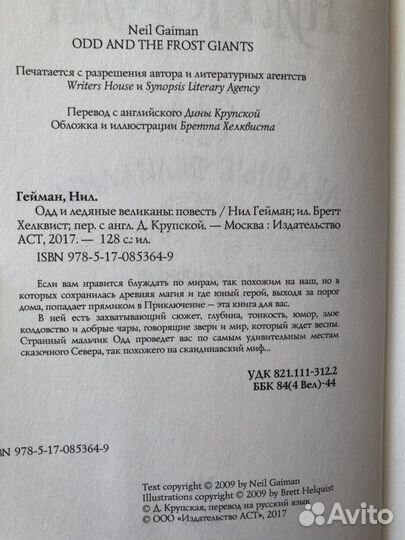 Neil Gaiman
ODD AND THE FROST GIANTS
Печатается с разрешения автора и литературных агентств
Writers House и Synopsis Literary Agency
Перевод с английского Дины Крупской
Обложка и иллюстрации Бретта Хелквиста
Гейман, Нил.
Одд и ледяные великаны: повесть / Нил Гейман; ил. Бретт
Хелквист; пер. с англ. Д. Крупской. — Москва : Издательство
АСТ, 2017. — 128 с.: ил.
ISBN 978-5-17-085364-9
Если вам нравится блуждать по мирам, так похожим на наш, но в
которых сохранилась древняя магия и где юный герой, выходя за порог
дома, попадает прямиком в Приключение — эта книга для вас.
В ней есть захватывающий сюжет, глубина, тонкость, юмор, злое
колдовство и добрые чары, говорящие звери и мир, который ждет весны.
Странный мальчик Одд проведет вас по самым удивительным местам
сказочного Севера, так похожего на скандинавский миф...
УДК 821.111-312.2
ББК 84(4 Вел)-44
BN 978-5-17-085364-9
Text copyright © 2009 by Neil Gaiman
Illustrations copyright © 2009 by Brett Helquist
© Д. Крупская, перевод на русский язык
© ООО «Издательство АСТ», 2017
Avito